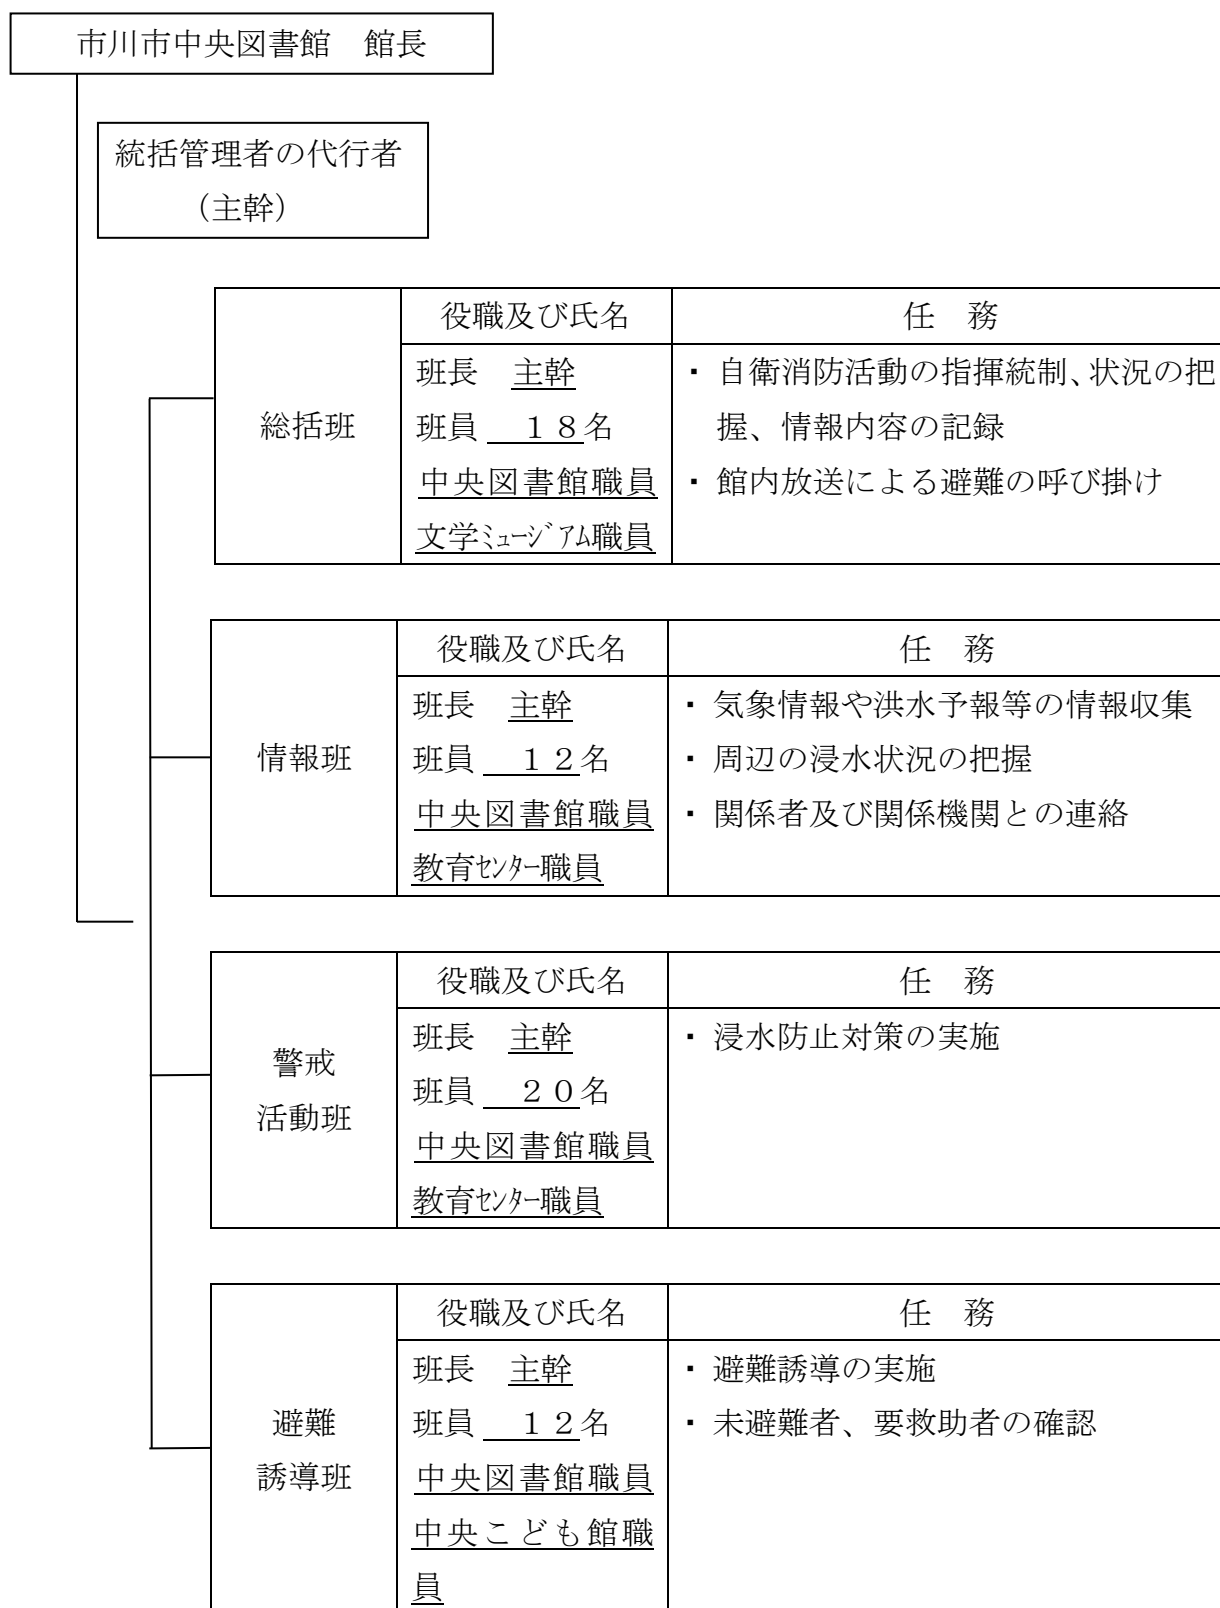 市川市中央図書館　館長
統括管理者の代行者
（主幹）
総括班
役職及び氏名
任　務
班長　主幹
班員　１８名
中央図書館職員
文学ﾐｭｰｼﾞｱﾑ職員
・ 自衛消防活動の指揮統制、状況の把
握、情報内容の記録
・ 館内放送による避難の呼び掛け
情報班
役職及び氏名
任　務
班長　主幹
班員　１２名
中央図書館職員
教育ｾﾝﾀｰ職員
・ 気象情報や洪水予報等の情報収集
・ 周辺の浸水状況の把握
・ 関係者及び関係機関との連絡
警戒
活動班
役職及び氏名
任　務
班長　主幹
班員　２０名
中央図書館職員
教育ｾﾝﾀｰ職員
・ 浸水防止対策の実施
避難
誘導班
役職及び氏名
任　務
班長　主幹
班員　１２名
中央図書館職員
中央こども館職
員
・ 避難誘導の実施
・ 未避難者、要救助者の確認